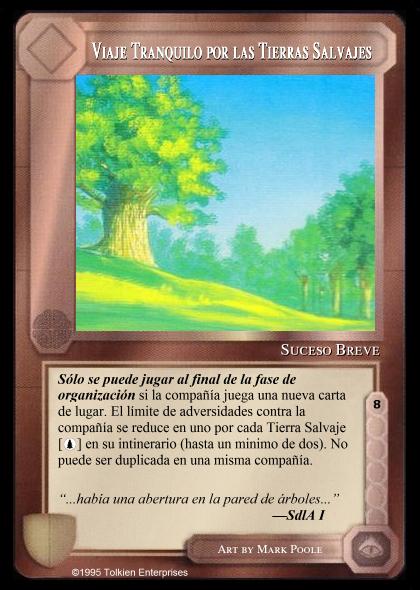 Viaje Tranquilo por las Tierras Salvajes
Suceso Breve
Sólo se puede jugar al final de la fase de
organización si la compañía juega una nueva carta
de lugar. El límite de adversidades contra la
compañía se reduce en uno por cada Tierra Salvaje
[ ] en su intinerario (hasta un minimo de dos). No
puede ser duplicada en una misma compañía.
8
“...había una abertura en la pared de árboles...”
—SdlA I
Art by Mark Poole
©1995 Tolkien Enterprises